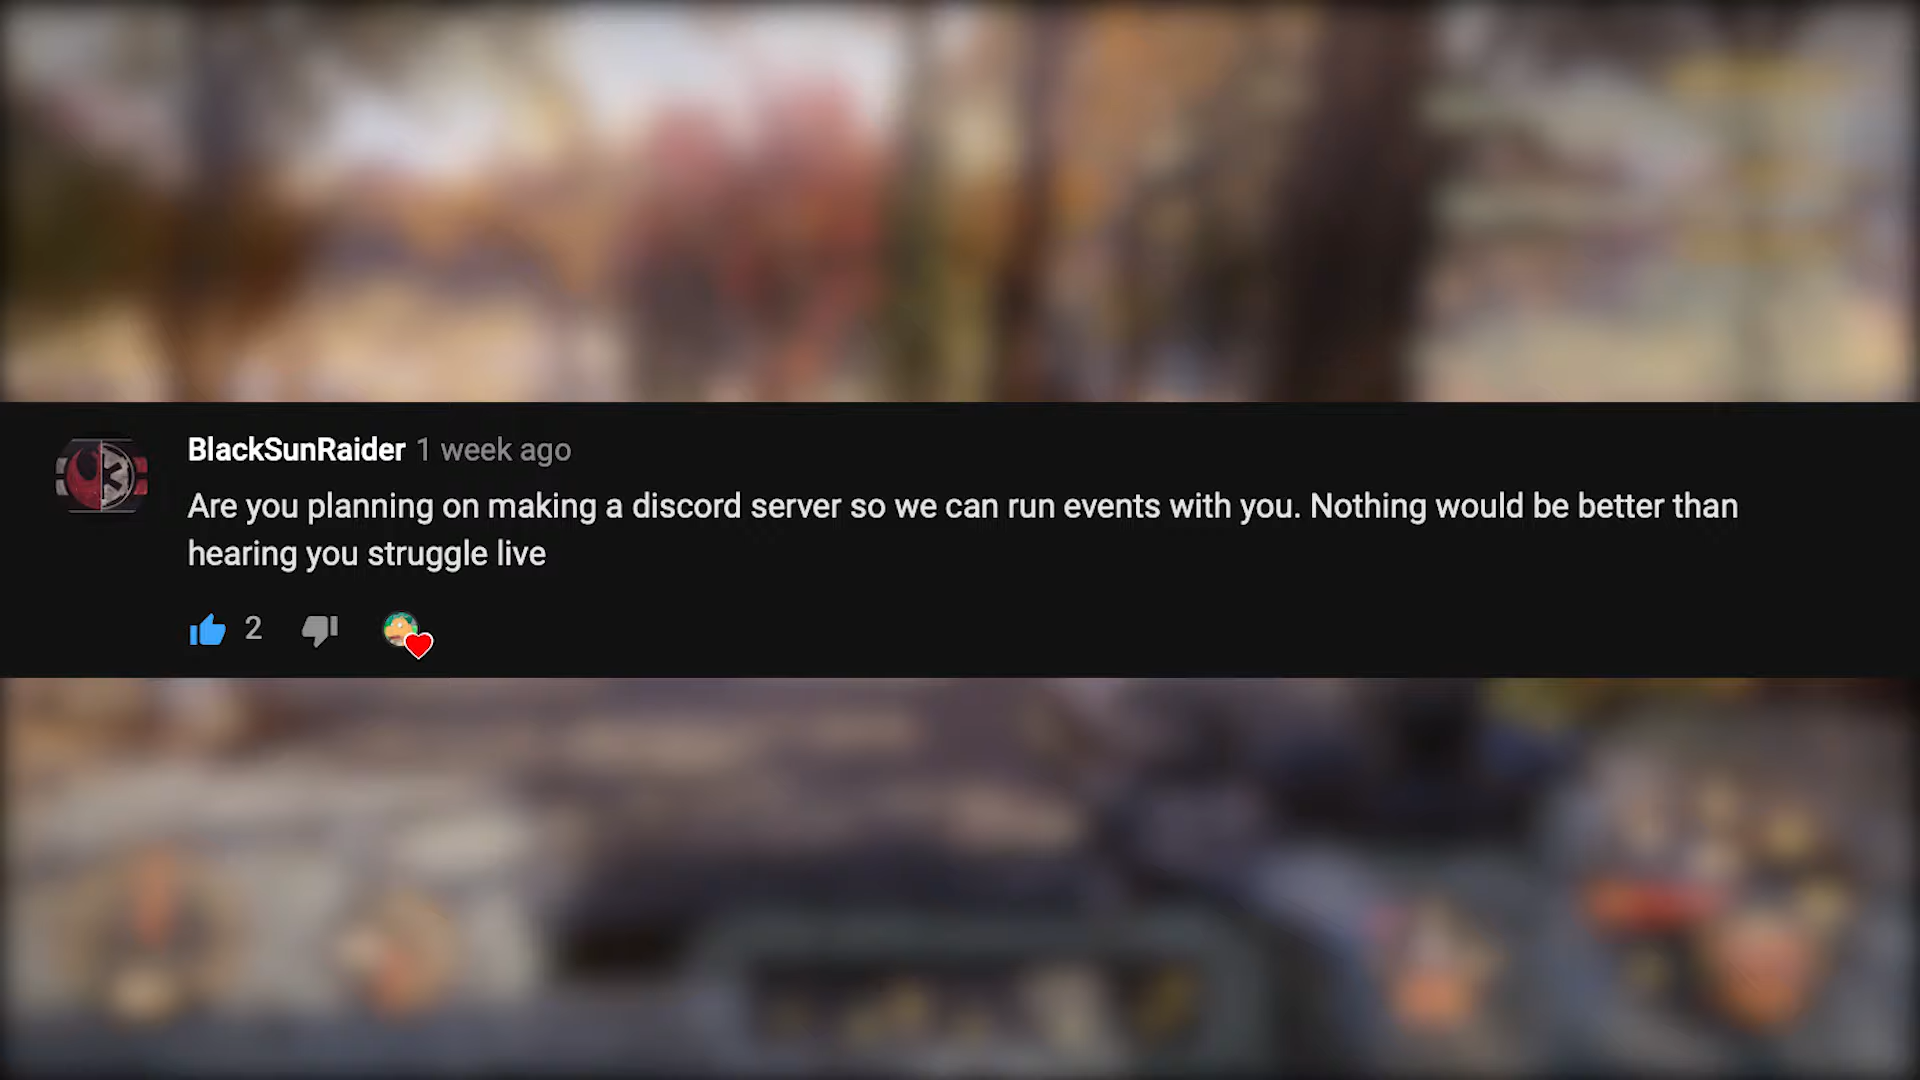 BlackSunRaider 1 week ago
Are you planning on making a discord server so we can run events with you. Nothing would be better than
hearing you struggle live
2